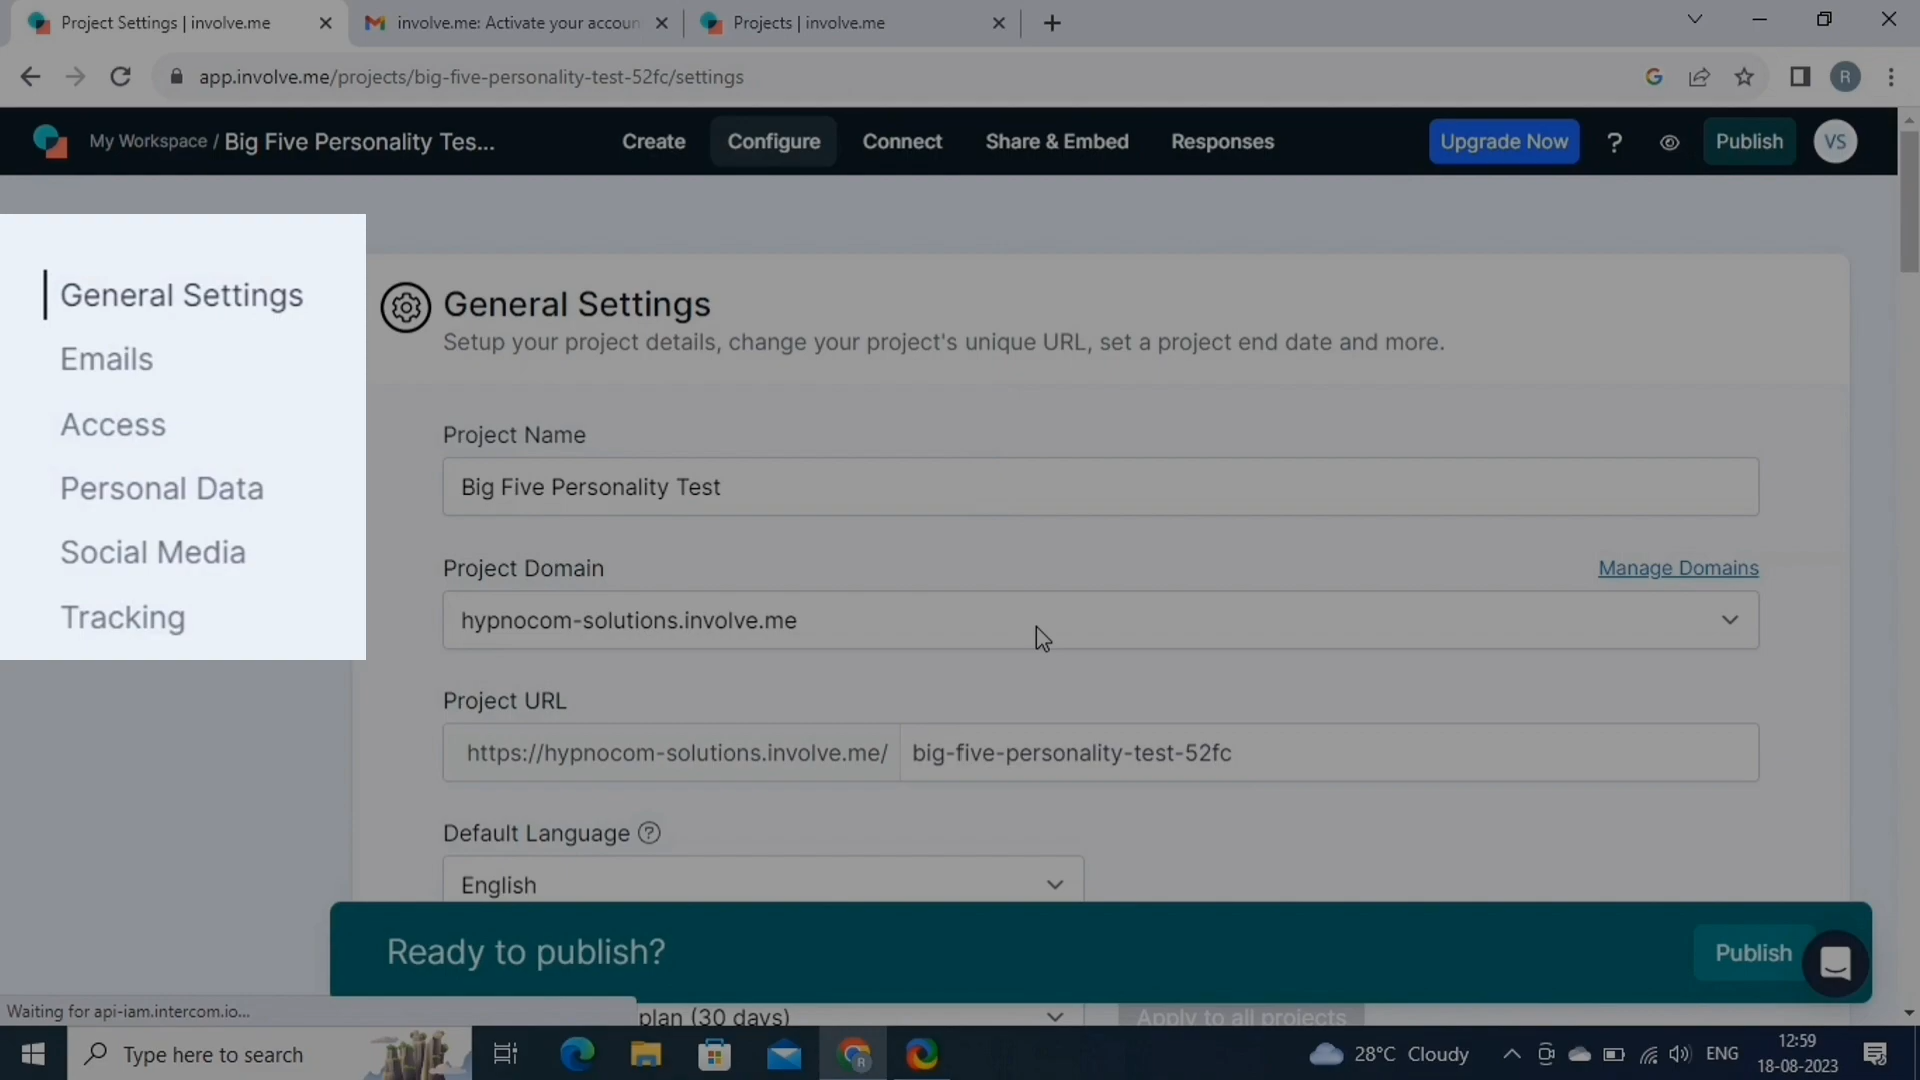 Project Settings | involve.me
involve.me: Activate your accoun
Projects | involve.me
app.involve.me/projects/big-five-personality-test-52fc/settings
R
My Workspace / Big Five Personality Tes...
Create
Configure
Connect
Share & Embed
Responses
Upgrade Now
?
Publish
VS
General Settings
Emails
Access
Personal Data
Social Media
Tracking
General Settings
Setup your project details, change your project's unique URL, set a project end date and more.
Project Name
Big Five Personality Test
Project Domain
Manage Domains
hypnocom-solutions.involve.me
Project URL
https://hypnocom-solutions.involve.me/
big-five-personality-test-52fc
Default Language ?
English
Ready to publish?
Publish
Waiting for api-iam.intercom.io...
plan (30 days)
Apply to all projects
Type here to search
28°C Cloudy
ENG
12:59
18-08-2023